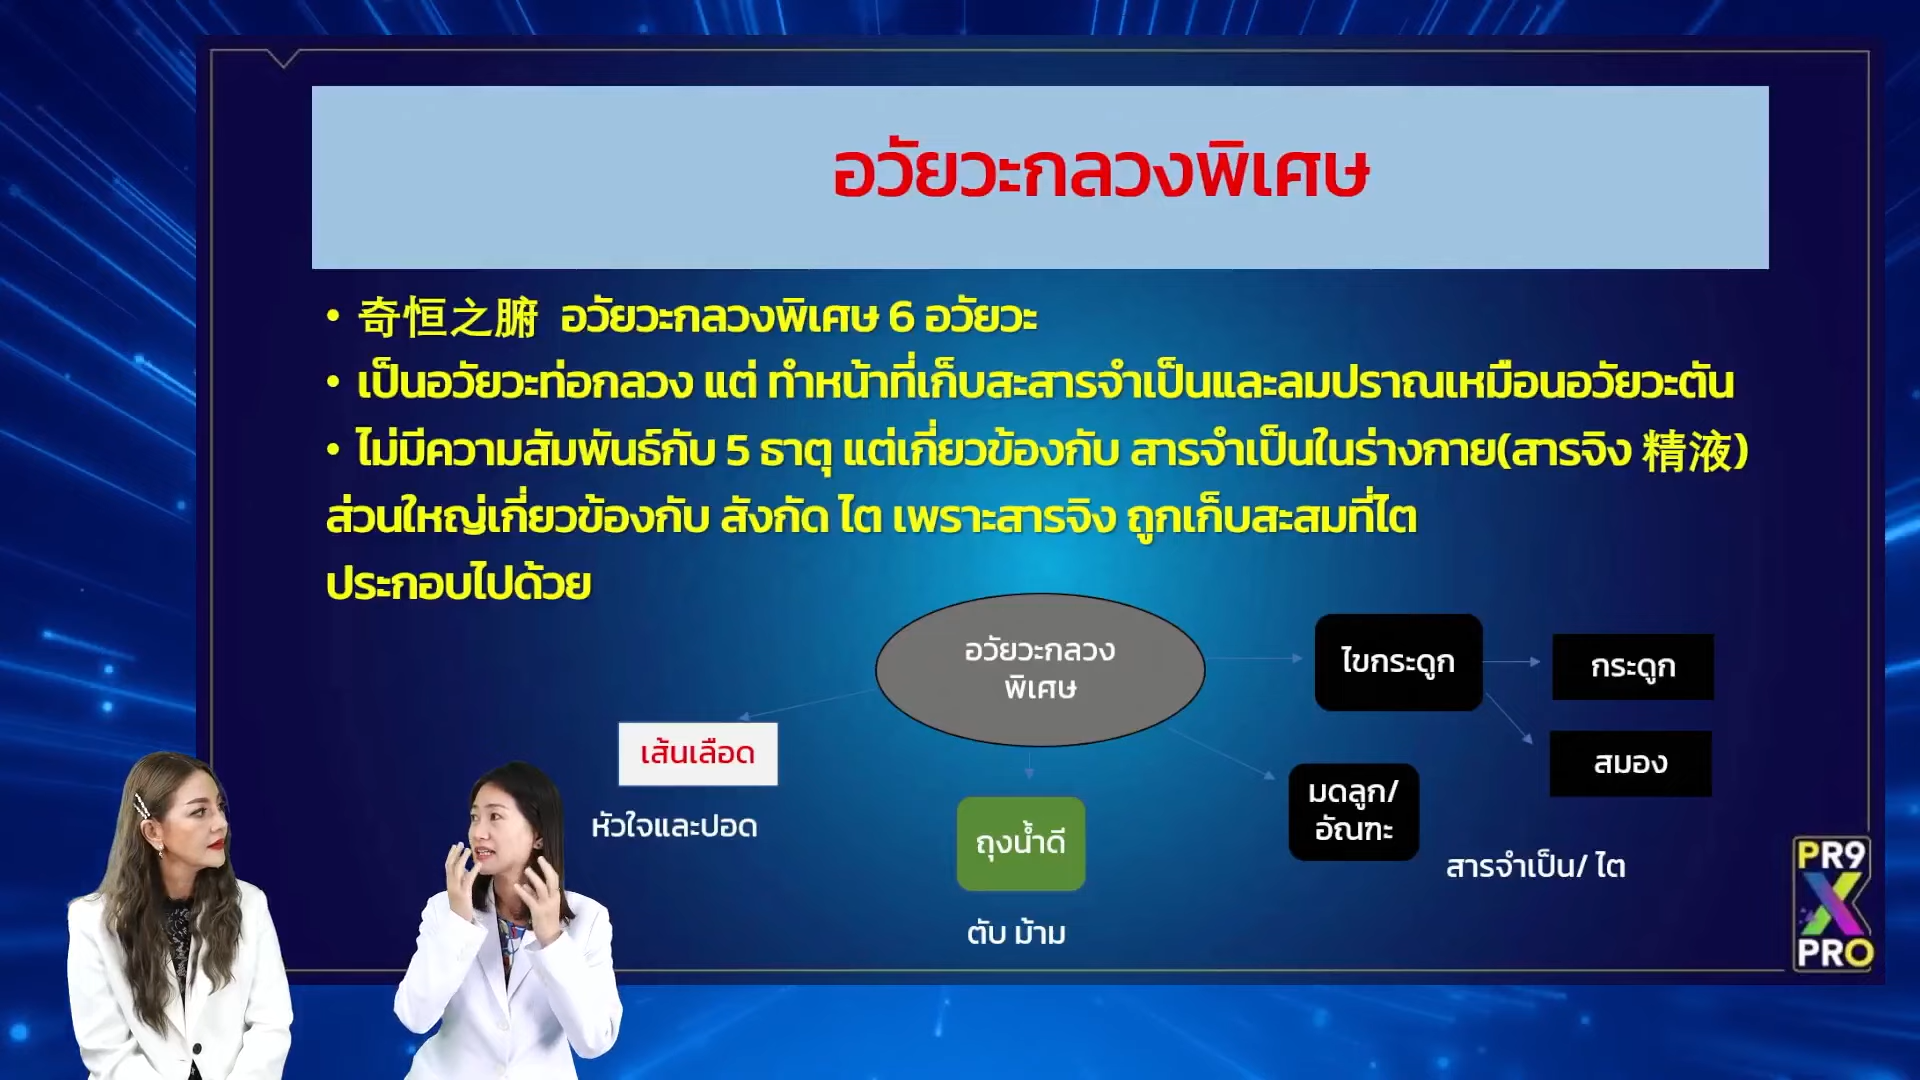 อวัยวะกลวงพิเศษ
• 奇恒之腑 อวัยวะกลวงพิเศษ 6 อวัยวะ
• เป็นอวัยวะท่อกลวง แต่ ทำหน้าที่เก็บสะสารจำเป็นและลมปราณเหมือนอวัยวะตัน
• ไม่มีความสัมพันธ์กับ 5 ธาตุ แต่เกี่ยวข้องกับ สารจำเป็นในร่างกาย(สารจิง 精液)
ส่วนใหญ่เกี่ยวข้องกับ สังกัด ไต เพราะสารจิง ถูกเก็บสะสมที่ไต
ประกอบไปด้วย
อวัยวะกลวง
พิเศษ
ไขกระดูก
กระดูก
สมอง
เส้นเลือด
หัวใจและปอด
ถุงน้ำดี
ตับ ม้าม
มดลูก/
อัณฑะ
สารจำเป็น/ ไต
PR9
X
PRO